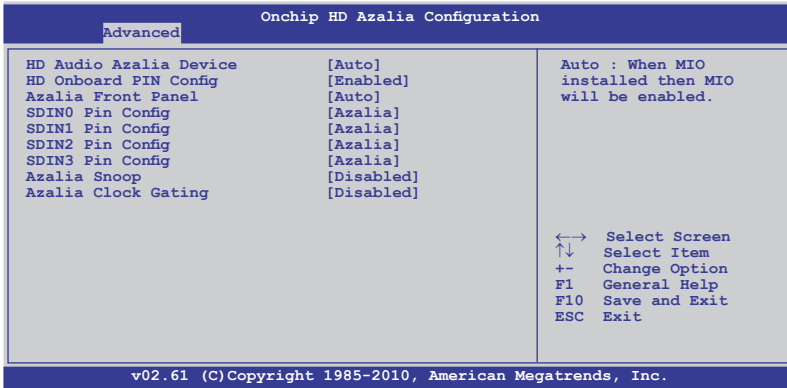 Onchip HD Azalia Configuration
Advanced
HD Audio Azalia Device [Auto]
HD Onboard PIN Config [Enabled]
Azalia Front Panel [Auto]
SDIN0 Pin Config [Azalia]
SDIN1 Pin Config [Azalia]
SDIN2 Pin Config [Azalia]
SDIN3 Pin Config [Azalia]
Azalia Snoop [Disabled]
Azalia Clock Gating [Disabled]
Auto : When MIO
installed then MIO
will be enabled.
←→ Select Screen
↑↓ Select Item
+- Change Option
F1 General Help
F10 Save and Exit
ESC Exit
v02.61 (C)Copyright 1985-2010, American Megatrends, Inc.